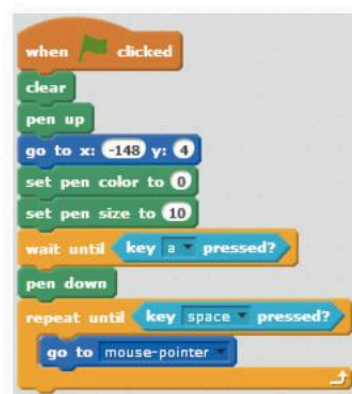 when clicked
clear
pen up
go to x: -148 y: 4
set pen color to 0
set pen size to 10
wait until key a pressed?
pen down
repeat until key space pressed?
go to mouse-pointer